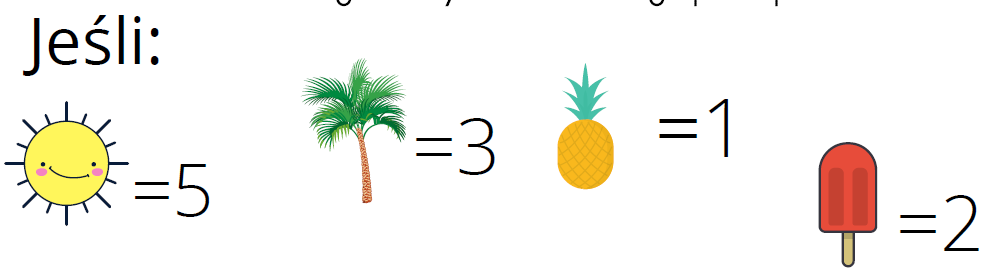 Jeśli:
=5
=3
=1
=2